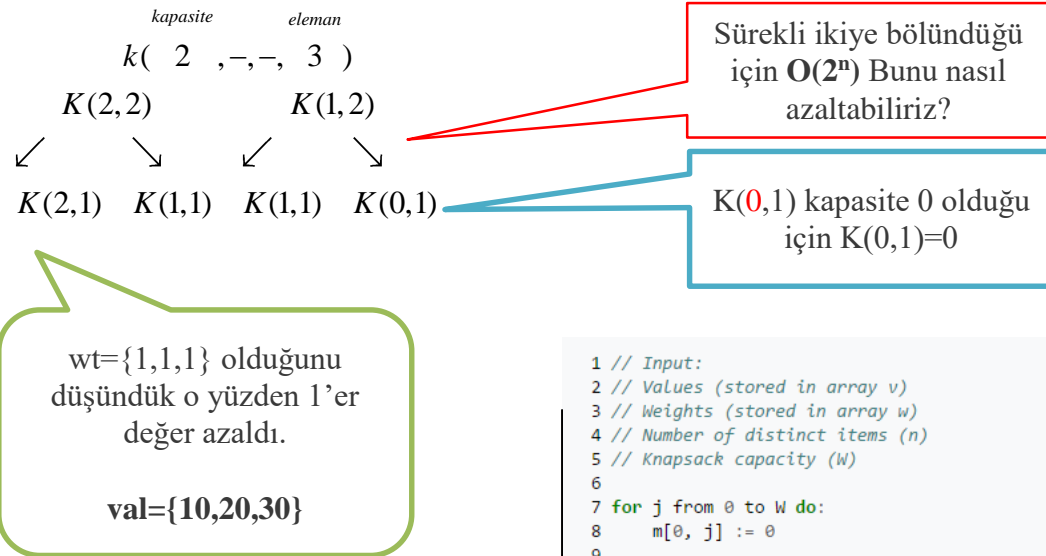 kapasite eleman
k( 2 ,−,−, 3 )
K(2,2) K(1,2)
K(2,1) K(1,1) K(1,1) K(0,1)
Sürekli ikiye bölündüğü
için O(2ⁿ) Bunu nasıl
azaltabiliriz?
K(0,1) kapasite 0 olduğu
için K(0,1)=0
wt={1,1,1} olduğunu
düşündük o yüzden 1’er
değer azaldı.
val={10,20,30}
1 // Input:
2 // Values (stored in array v)
3 // Weights (stored in array w)
4 // Number of distinct items (n)
5 // Knapsack capacity (W)
6
7 for j from 0 to W do:
8 m[0, j] := 0
9